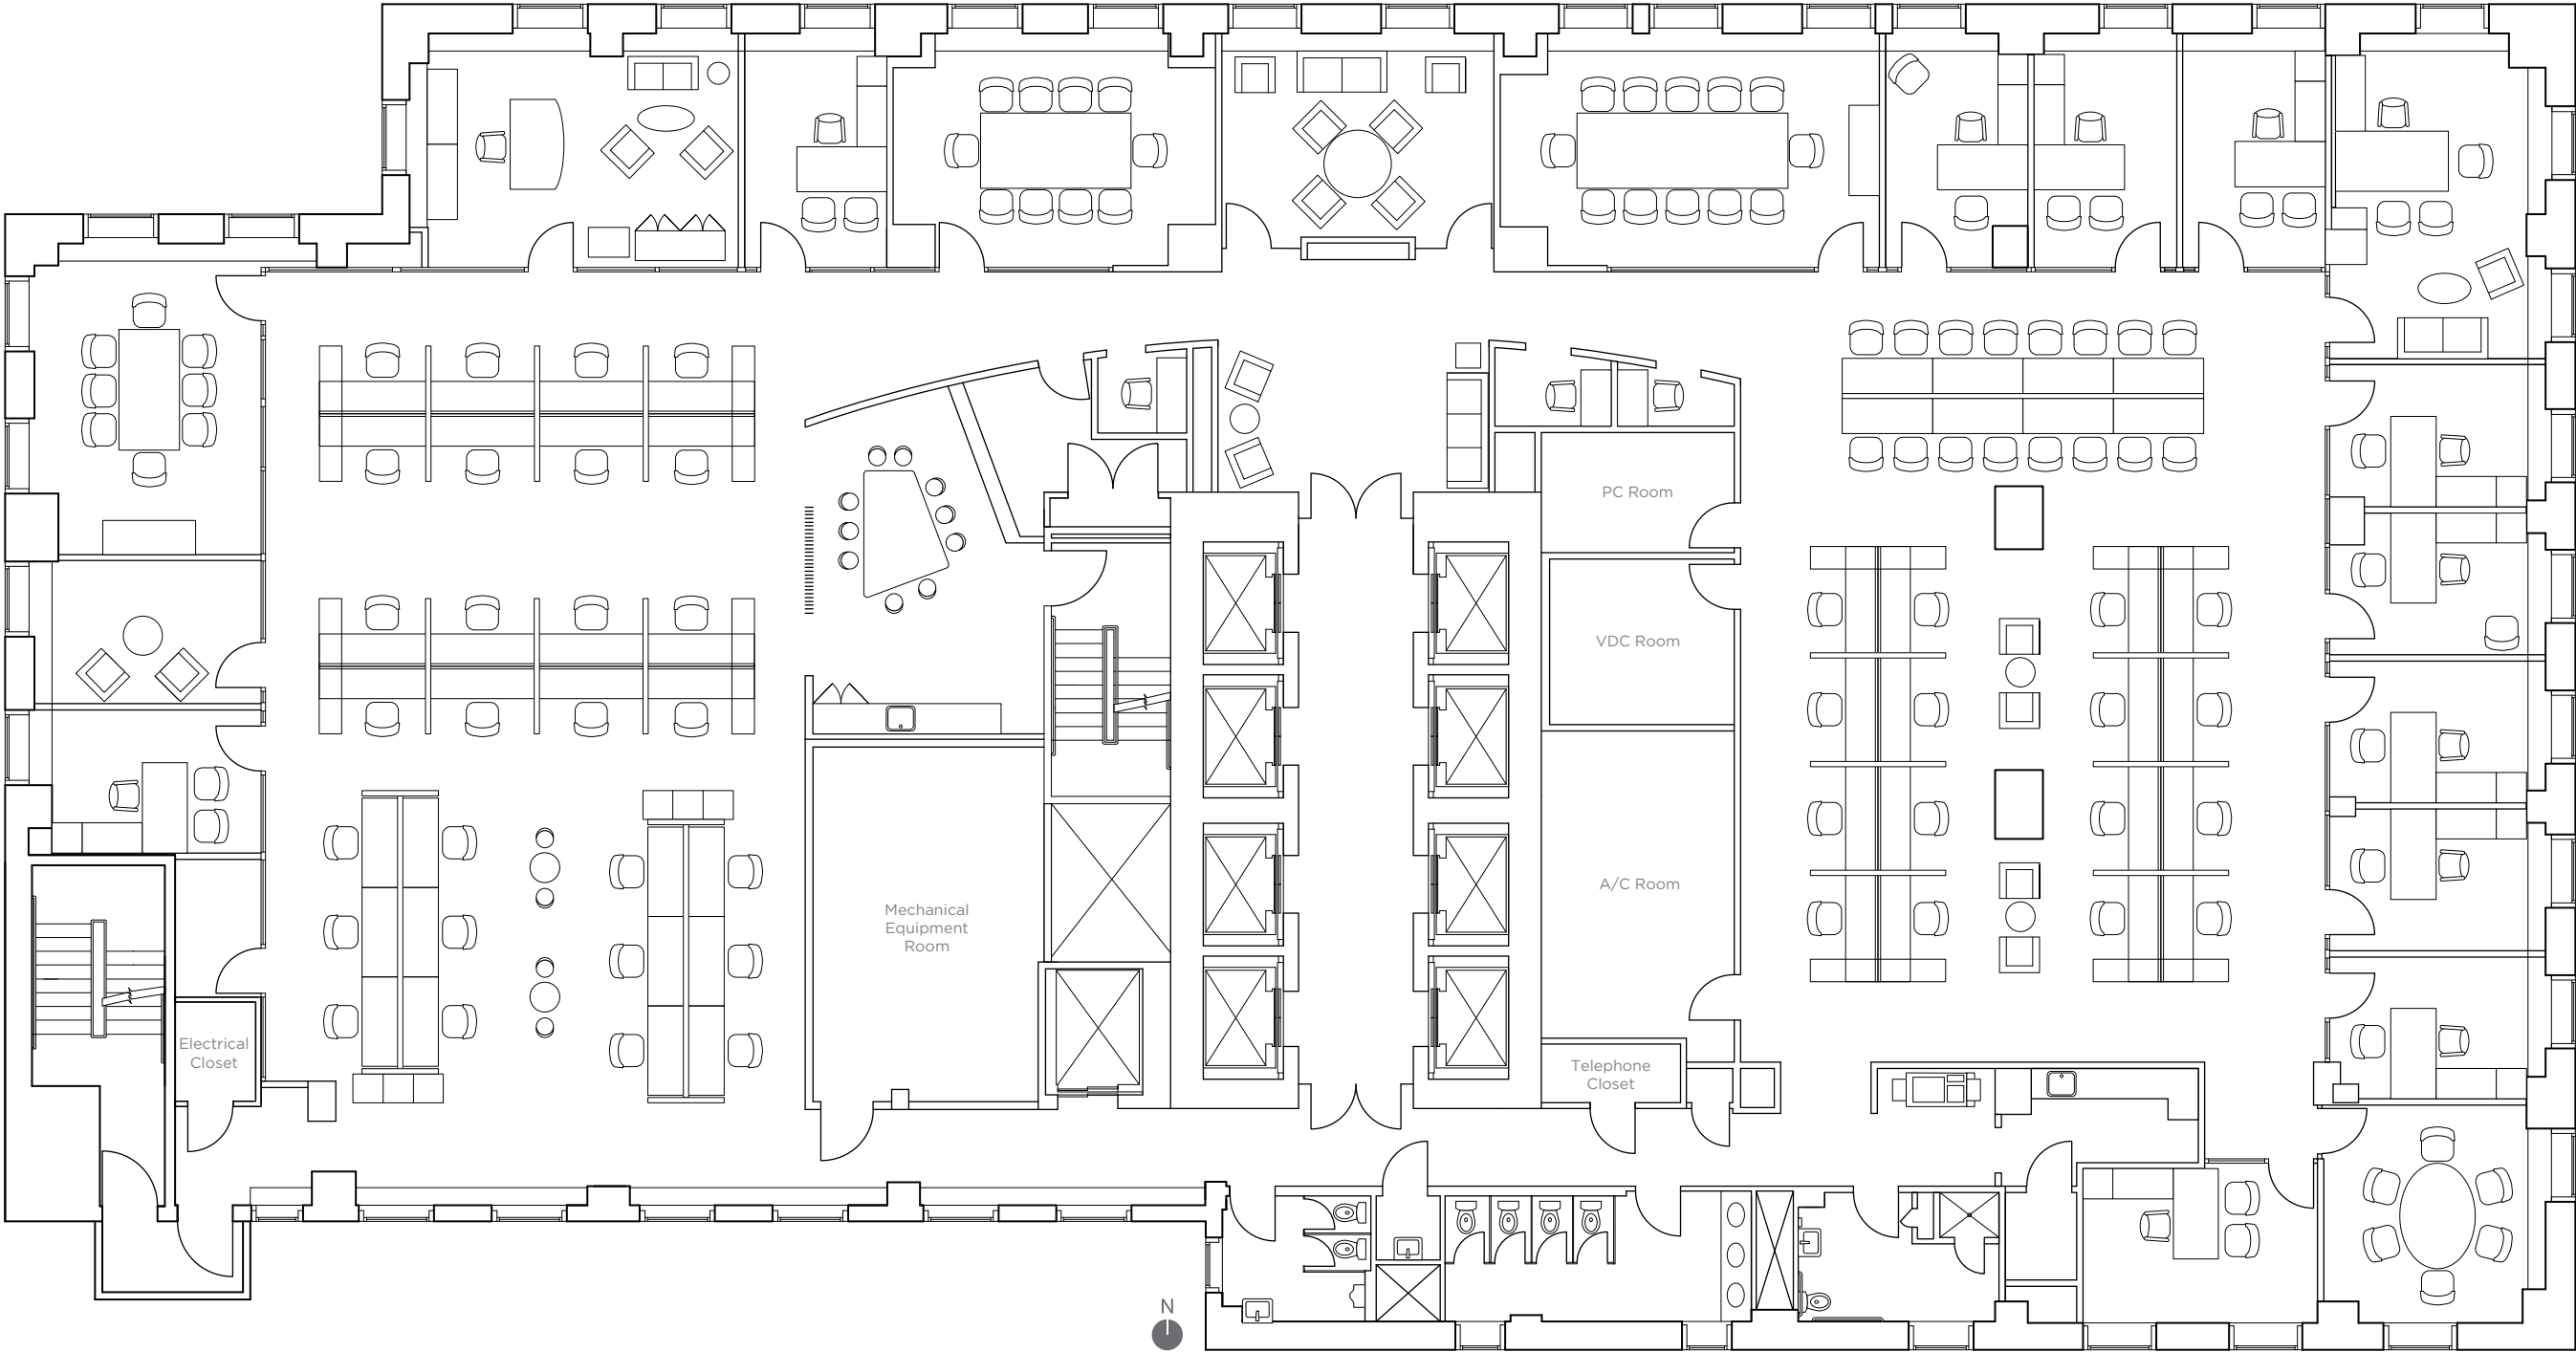 PC Room
VDC Room
A/C Room
Mechanical
Equipment
Room
Electrical
Closet
Telephone
Closet
N